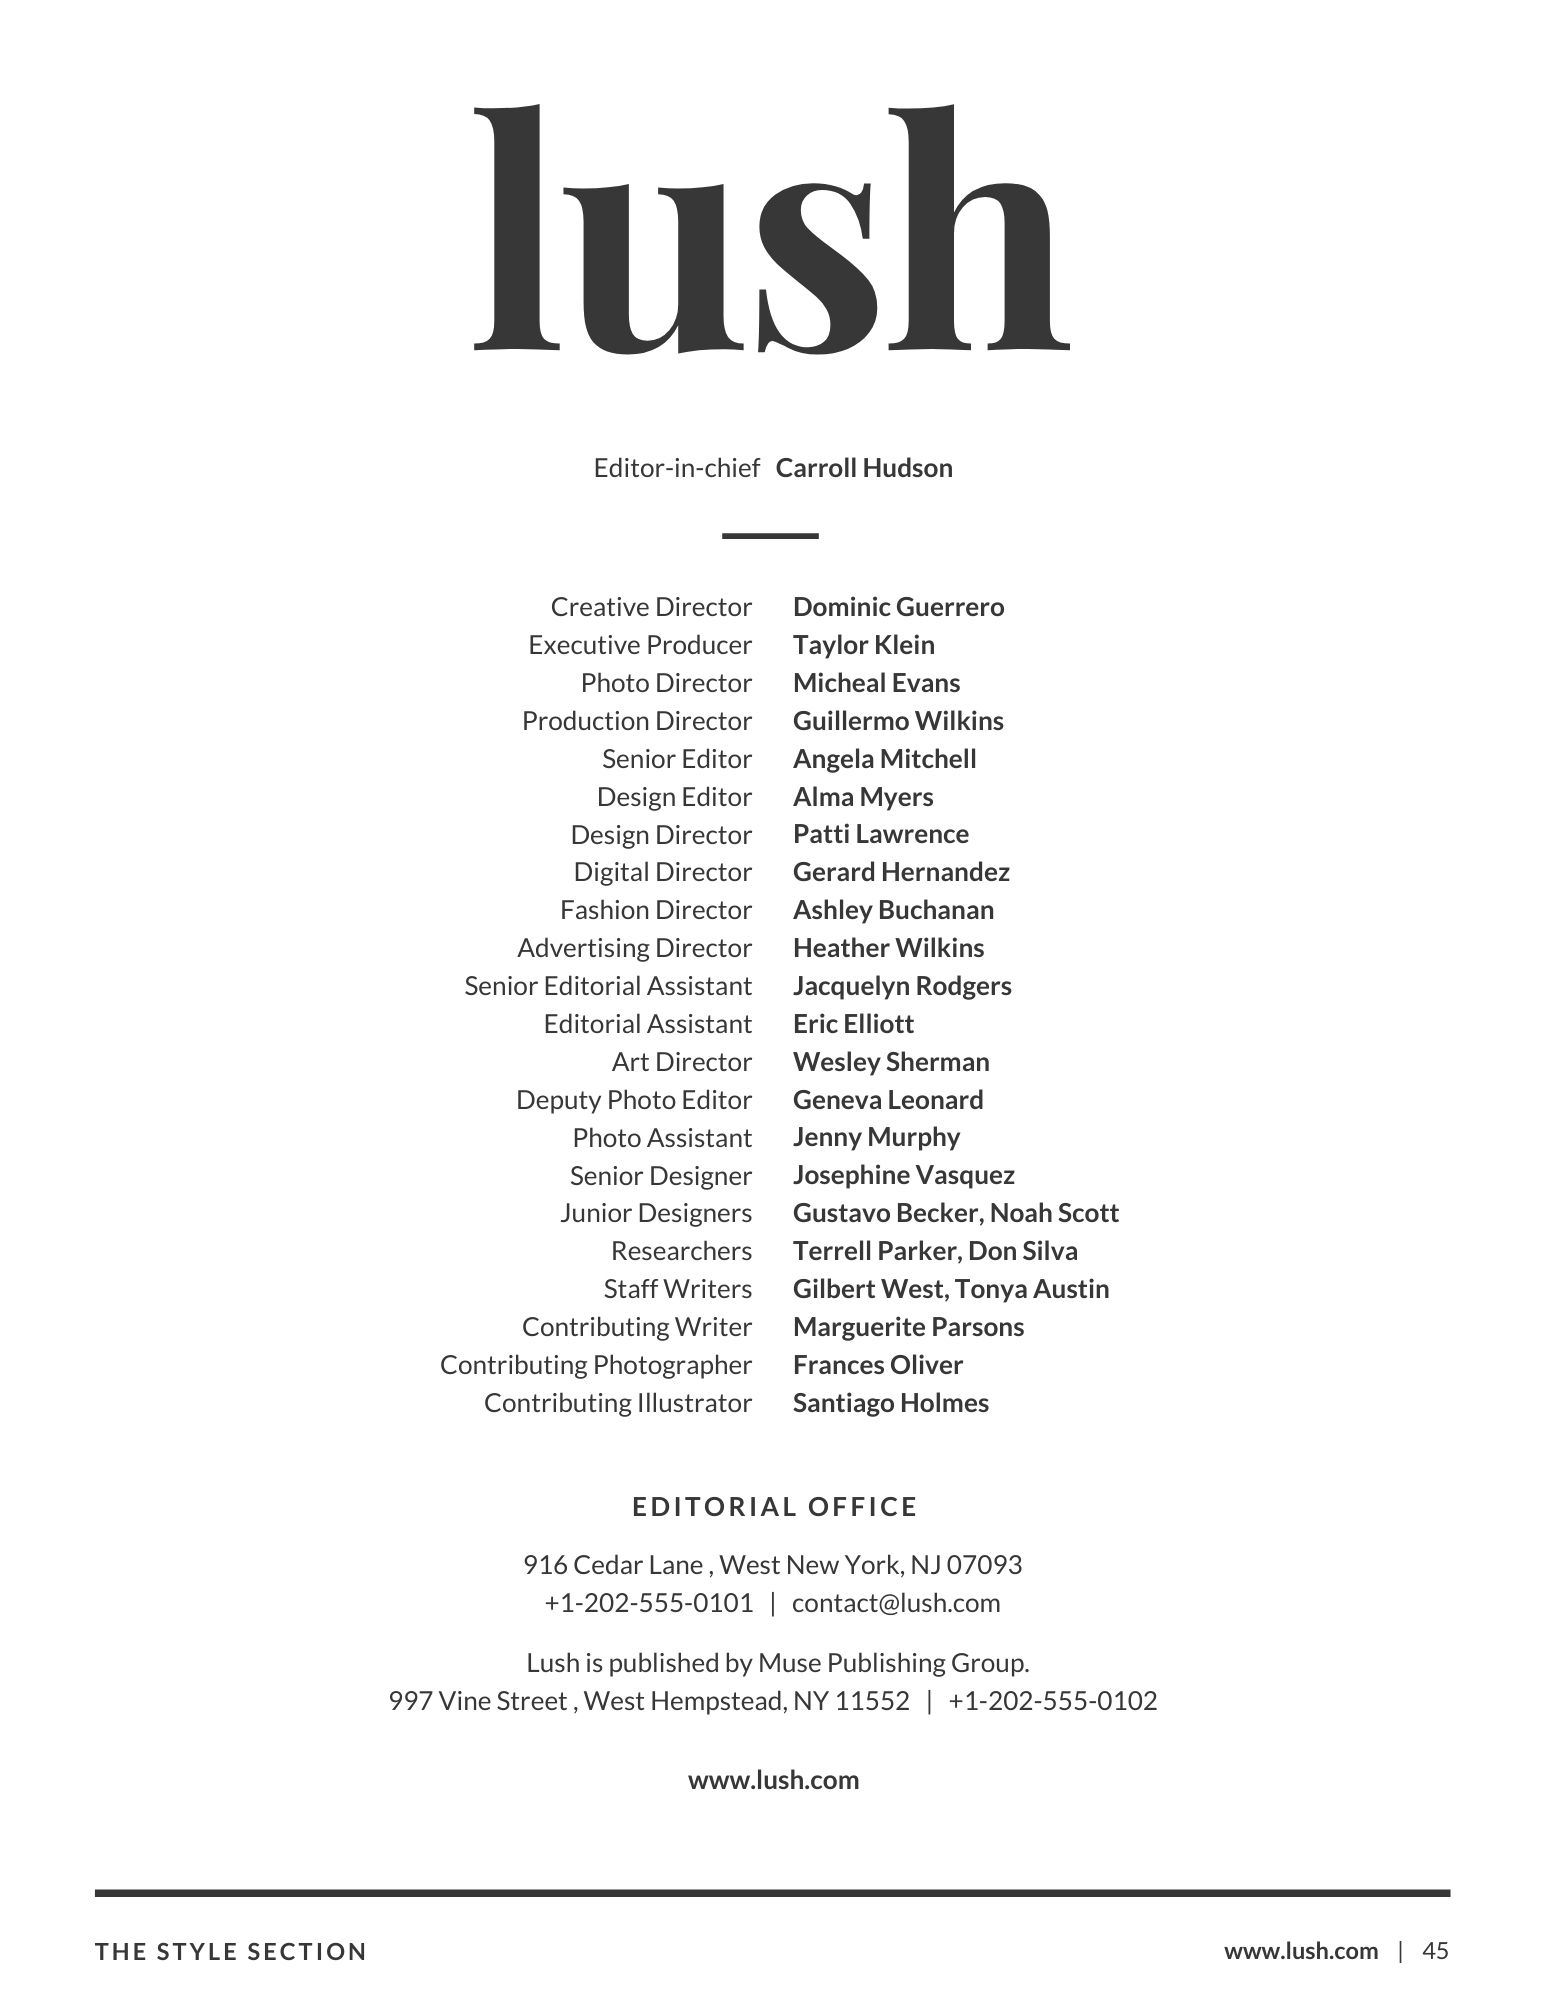 lush
Editor-in-chief Carroll Hudson
Creative Director Dominic Guerrero
Executive Producer Taylor Klein
Photo Director Micheal Evans
Production Director Guillermo Wilkins
Senior Editor Angela Mitchell
Design Editor Alma Myers
Design Director Patti Lawrence
Digital Director Gerard Hernandez
Fashion Director Ashley Buchanan
Advertising Director Heather Wilkins
Senior Editorial Assistant Jacquelyn Rodgers
Editorial Assistant Eric Elliott
Art Director Wesley Sherman
Deputy Photo Editor Geneva Leonard
Photo Assistant Jenny Murphy
Senior Designer Josephine Vasquez
Junior Designers Gustavo Becker, Noah Scott
Researchers Terrell Parker, Don Silva
Staff Writers Gilbert West, Tonya Austin
Contributing Writer Marguerite Parsons
Contributing Photographer Frances Oliver
Contributing Illustrator Santiago Holmes
EDITORIAL OFFICE
916 Cedar Lane , West New York, NJ 07093
+1-202-555-0101 | contact@lush.com
Lush is published by Muse Publishing Group.
997 Vine Street , West Hempstead, NY 11552 | +1-202-555-0102
www.lush.com
THE STYLE SECTION www.lush.com | 45